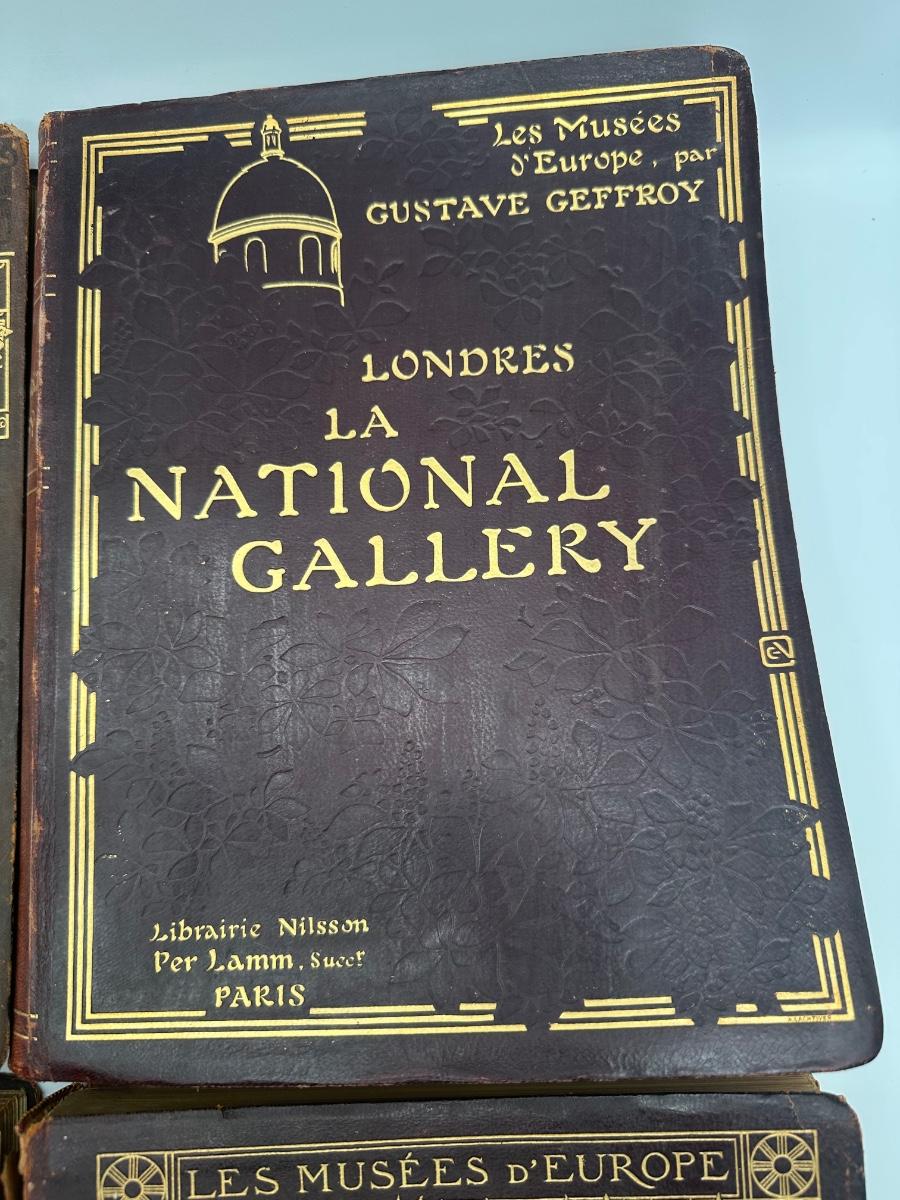 Les Musées
d'Europe, par
GUSTAVE GEFFROY
LONDRES
LA
NATIONAL
GALLERY
Librairie Nilsson
Per Lamm, Succr
PARIS
LES MUSÉES D'EUROPE